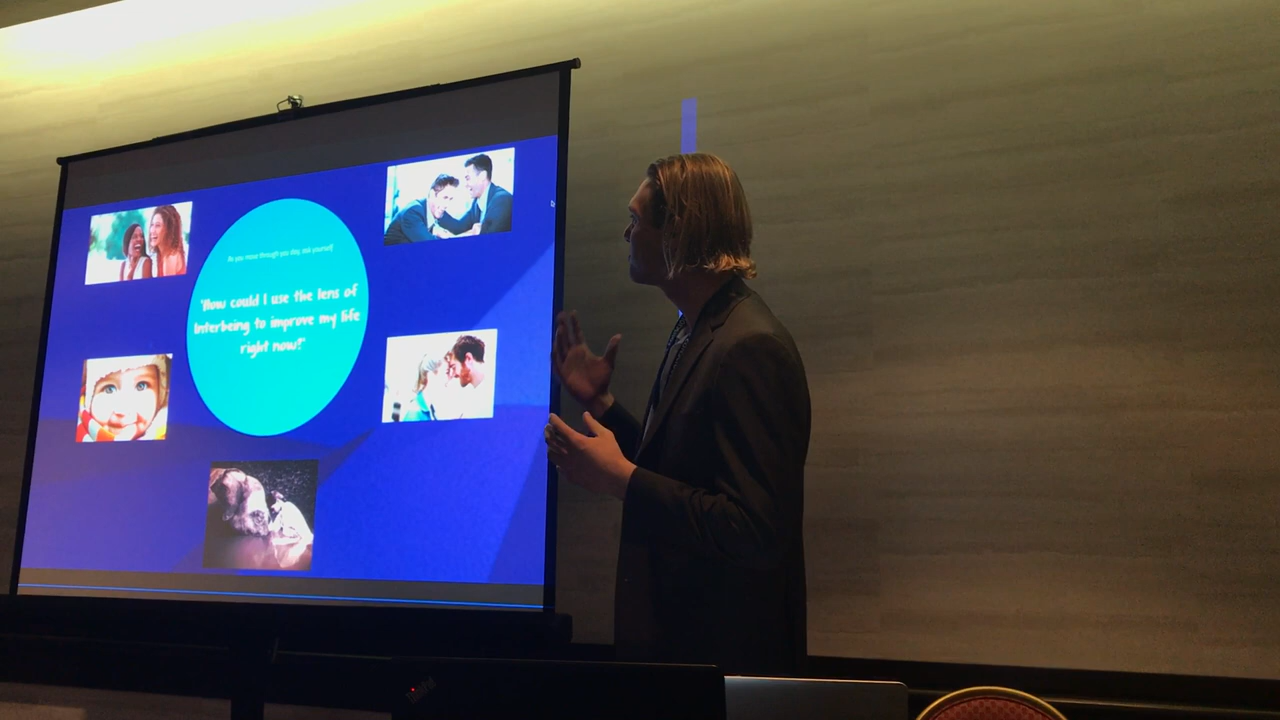 As you move through you day, ask yourself
"How could I use the lens of
Interbeing to improve my life
right now?"
ThinkPad